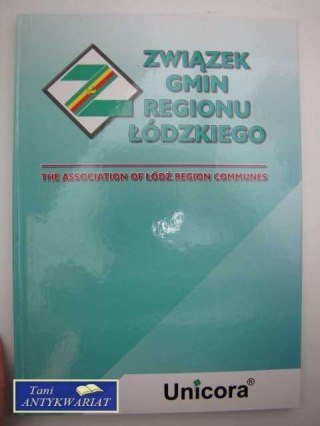 ZWIĄZEK
GMIN
REGIONU
ŁÓDZKIEGO
THE ASSOCIATION OF ŁÓDŹ REGION COMMUNES
Tani
ANTYKWARIAT
Unicora®